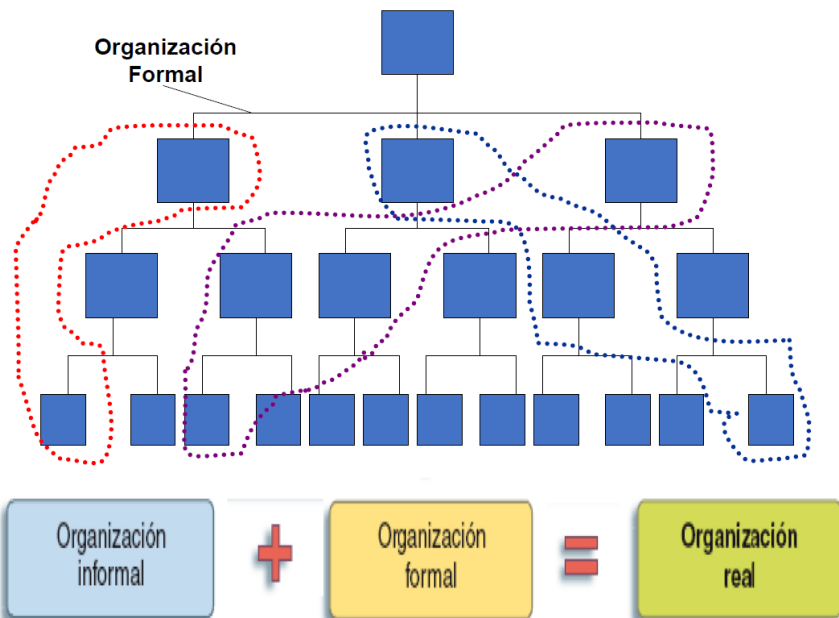 Organización
Formal
Organización
informal
+
Organización
formal
=
Organización
real